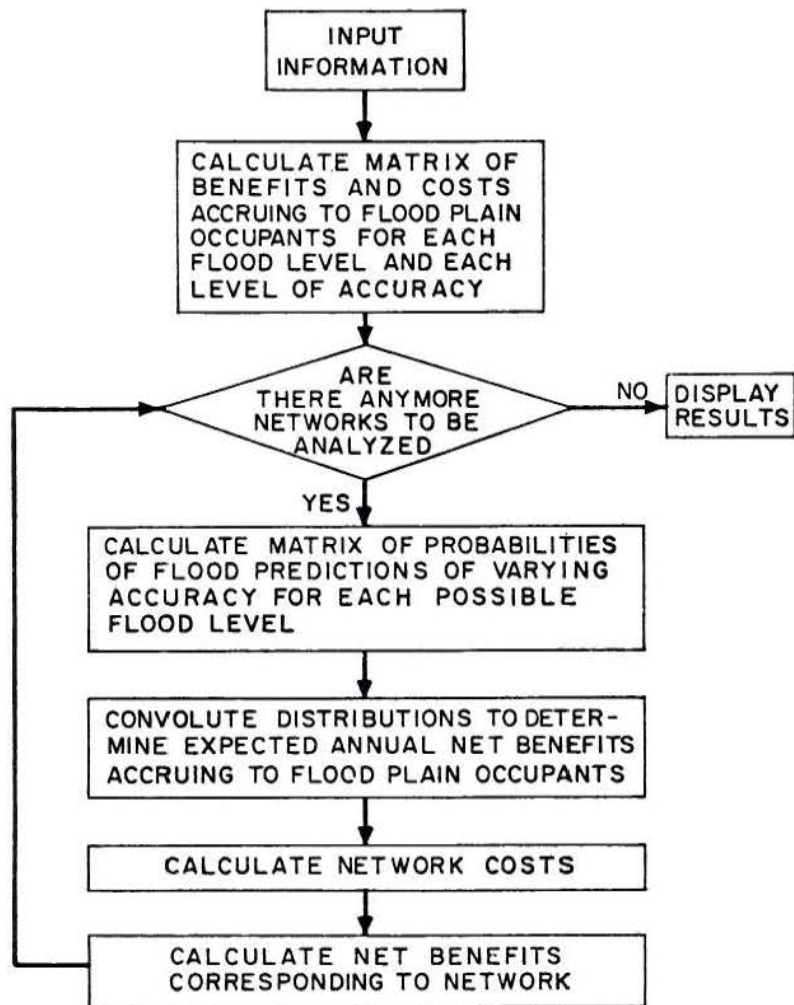 INPUT
INFORMATION
CALCULATE MATRIX OF
BENEFITS AND COSTS
ACCRUING TO FLOOD PLAIN
OCCUPANTS FOR EACH
FLOOD LEVEL AND EACH
LEVEL OF ACCURACY
ARE
THERE ANYMORE
NETWORKS TO BE
ANALYZED
NO
DISPLAY
RESULTS
YES
CALCULATE MATRIX OF PROBABILITIES
OF FLOOD PREDICTIONS OF VARYING
ACCURACY FOR EACH POSSIBLE
FLOOD LEVEL
CONVOLUTE DISTRIBUTIONS TO DETER-
MINE EXPECTED ANNUAL NET BENEFITS
ACCRUING TO FLOOD PLAIN OCCUPANTS
CALCULATE NETWORK COSTS
CALCULATE NET BENEFITS
CORRESPONDING TO NETWORK